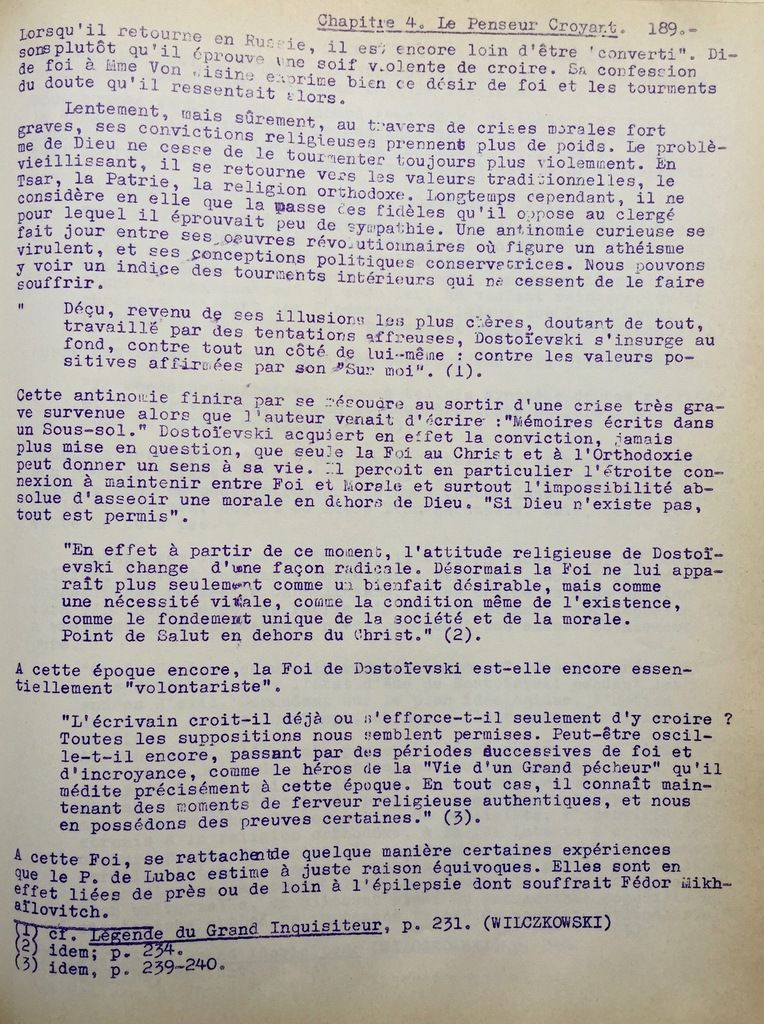 Chapitre 4. Le Penseur Croyant. 189.-
Lorsqu'il retourne en Russie, il est encore loin d'être 'converti". Di-
sons plutôt qu'il éprouve une soif violente de croire. Sa confession
de foi à Mme Von Wisine exprime bien ce désir de foi et les tourments
du doute qu'il ressentait alors.
Lentement, mais sûrement, au travers de crises morales fort
graves, ses convictions religieuses prennent plus de poids. Le problè-
me de Dieu ne cesse de le tourmenter toujours plus violemment. En
vieillissant, il se retourne vers les valeurs traditionnelles, le
Tsar, la Patrie, la religion orthodoxe. Longtemps cependant, il ne
considère en elle que la masse des fidèles qu'il oppose au clergé
pour lequel il éprouvait peu de sympathie. Une antinomie curieuse se
fait jour entre ses oeuvres révolutionnaires où figure un athéisme
virulent, et ses conceptions politiques conservatrices. Nous pouvons
y voir un indice des tourments intérieurs qui ne cessent de le faire
souffrir.
" Déçu, revenu de ses illusions les plus chères, doutant de tout,
travaillé par des tentations affreuses, Dostoïevski s'insurge au
fond, contre tout un côté de lui-même : contre les valeurs po-
sitives affirmées par son "Sur moi". (1).
Cette antinomie finira par se résoudre au sortir d'une crise très gra-
ve survenue alors que l'auteur venait d'écrire :"Mémoires écrits dans
un Sous-sol." Dostoïevski acquiert en effet la conviction, jamais
plus mise en question, que seule la Foi au Christ et à l'Orthodoxie
peut donner un sens à sa vie. Il perçoit en particulier l'étroite con-
nexion à maintenir entre Foi et Morale et surtout l'impossibilité ab-
solue d'asseoir une morale en dehors de Dieu. "Si Dieu n'existe pas,
tout est permis".
"En effet à partir de ce moment, l'attitude religieuse de Dostoï-
evski change d'une façon radicale. Désormais la Foi ne lui appa-
raît plus seulement comme un bienfait désirable, mais comme
une nécessité vitale, comme la condition même de l'existence,
comme le fondement unique de la société et de la morale.
Point de Salut en dehors du Christ." (2).
A cette époque encore, la Foi de Dostoïevski est-elle encore essen-
tiellement "volontariste".
"L'écrivain croit-il déjà ou s'efforce-t-il seulement d'y croire ?
Toutes les suppositions nous semblent permises. Peut-être oscil-
le-t-il encore, passant par des périodes successives de foi et
d'incroyance, comme le héros de la "Vie d'un Grand pécheur" qu'il
médite précisément à cette époque. En tout cas, il connaît main-
tenant des moments de ferveur religieuse authentiques, et nous
en possédons des preuves certaines." (3).
A cette Foi, se rattachentde quelque manière certaines expériences
que le P. de Lubac estime à juste raison équivoques. Elles sont en
effet liées de près ou de loin à l'épilepsie dont souffrait Fédor Mikh-
aïlovitch.
(1) cf. Légende du Grand Inquisiteur, p. 231. (WILCZKOWSKI)
(2) idem; p. 234.
(3) idem, p. 239-240.